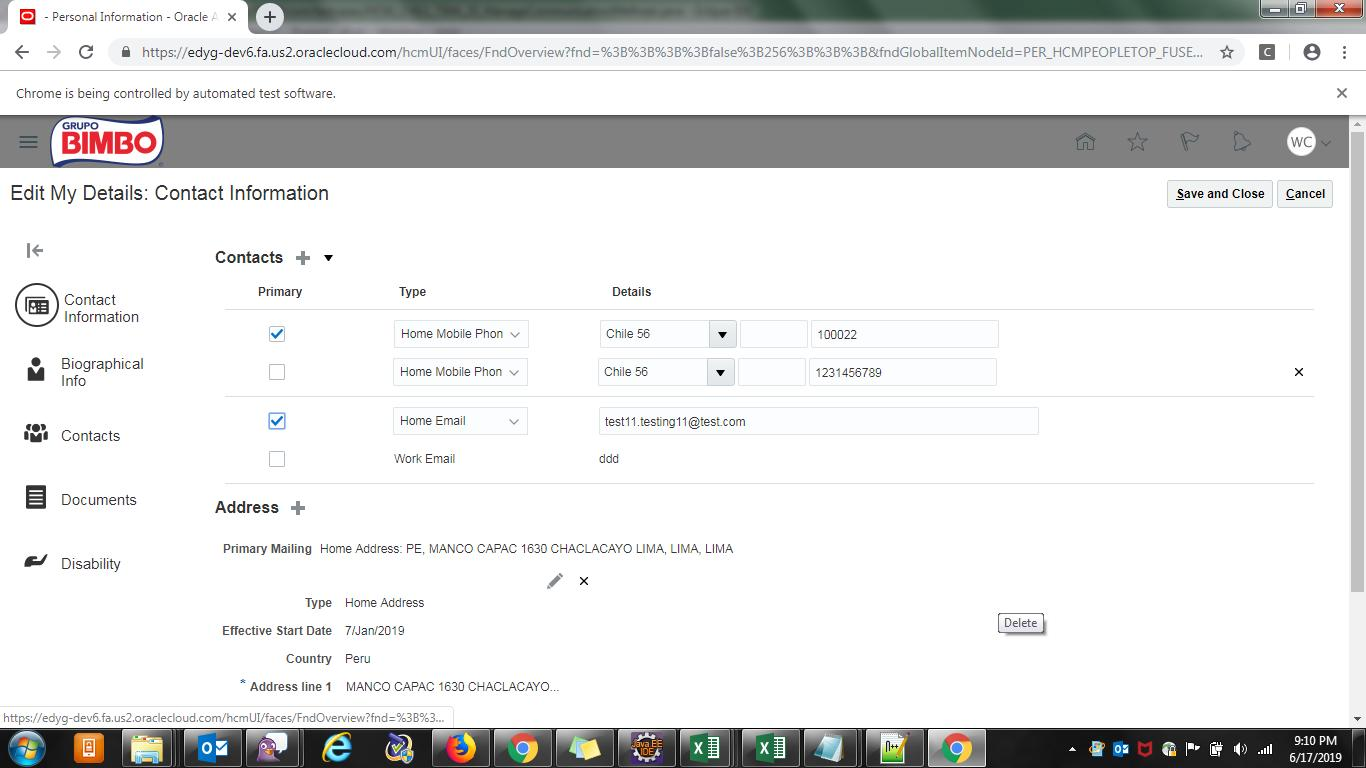 - Personal Information - Oracle A
https://edyg-dev6.fa.us2.oraclecloud.com/hcmUI/faces/FndOverview?fnd=%3B%3B%3B%3Bfalse%3B256%3B%3B%3B&fndGlobalItemNodeId=PER_HCMPEOPLETOP_FUSE...
C
Chrome is being controlled by automated test software.
GRUPO
BIMBO
WC
Edit My Details: Contact Information
Save and Close
Cancel
Contact
Information
Biographical
Info
Contacts
Documents
Disability
Contacts
Primary Type Details
Home Mobile Phon Chile 56 100022
Home Mobile Phon Chile 56 1231456789
Home Email test11.testing11@test.com
Work Email ddd
Address
Primary Mailing Home Address: PE, MANCO CAPAC 1630 CHACLACAYO LIMA, LIMA, LIMA
Type Home Address
Delete
Effective Start Date 7/Jan/2019
Country Peru
* Address line 1 MANCO CAPAC 1630 CHACLACAYO...
https://edyg-dev6.fa.us2.oraclecloud.com/hcmUI/faces/FndOverview?fnd=%3B%3...
Java EE
IDE
9:10 PM
6/17/2019